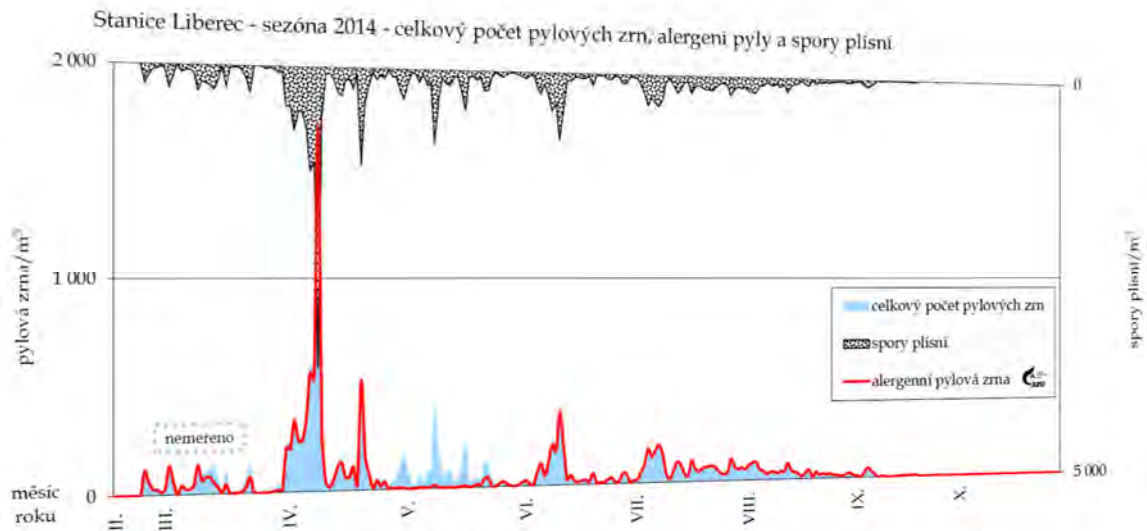 Stanice Liberec - sezóna 2014 - celkový počet pylových zrn, alergeni pyly a spory plísní
2 000
0
pylová zrna/m³
1 000
spory plísní/m³
celkový počet pylových zrn
spory plísní
alergenní pylová zrna
nemeřeno
5 000
měsíc
0
roku
II.
III.
IV.
V.
VI.
VII.
VIII.
IX.
X.